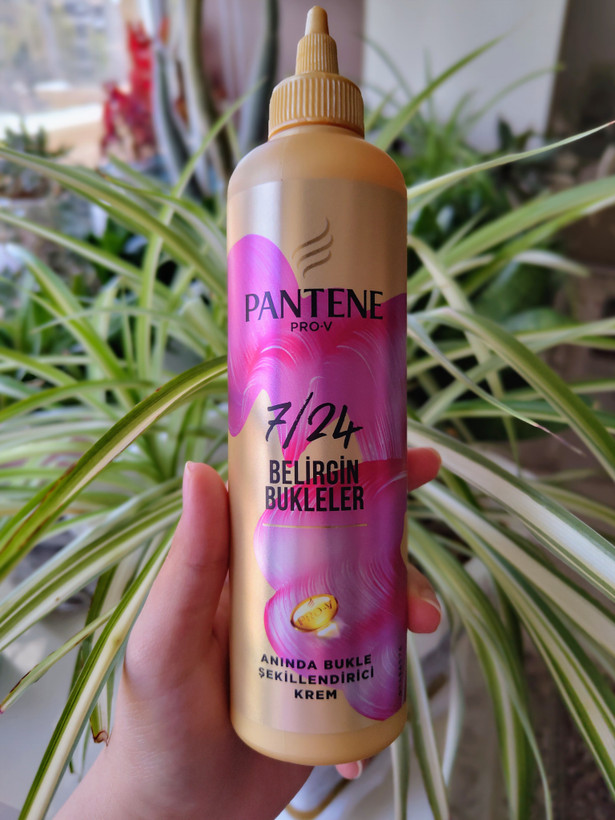 PANTENE
PRO-V
7/24
BELİRGİN
BUKLELER
ANINDA BUKLE
ŞEKİLLENDİRİCİ
KREM